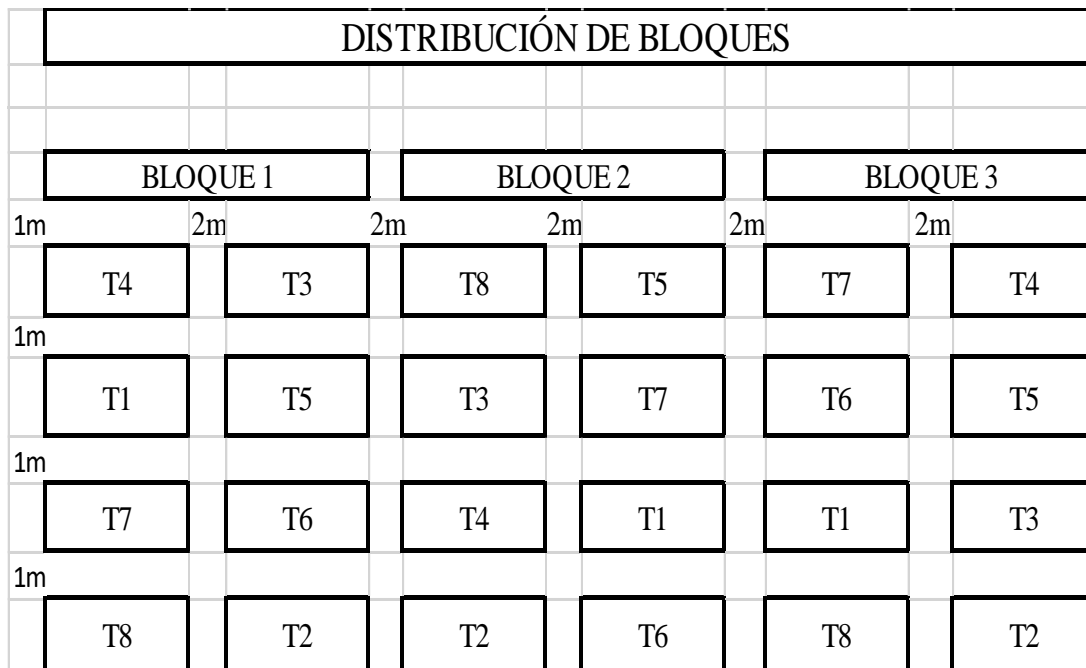 DISTRIBUCIÓN DE BLOQUES
BLOQUE 1 BLOQUE 2 BLOQUE 3
1m 2m 2m 2m 2m 2m
T4 T3 T8 T5 T7 T4
1m
T1 T5 T3 T7 T6 T5
1m
T7 T6 T4 T1 T1 T3
1m
T8 T2 T2 T6 T8 T2